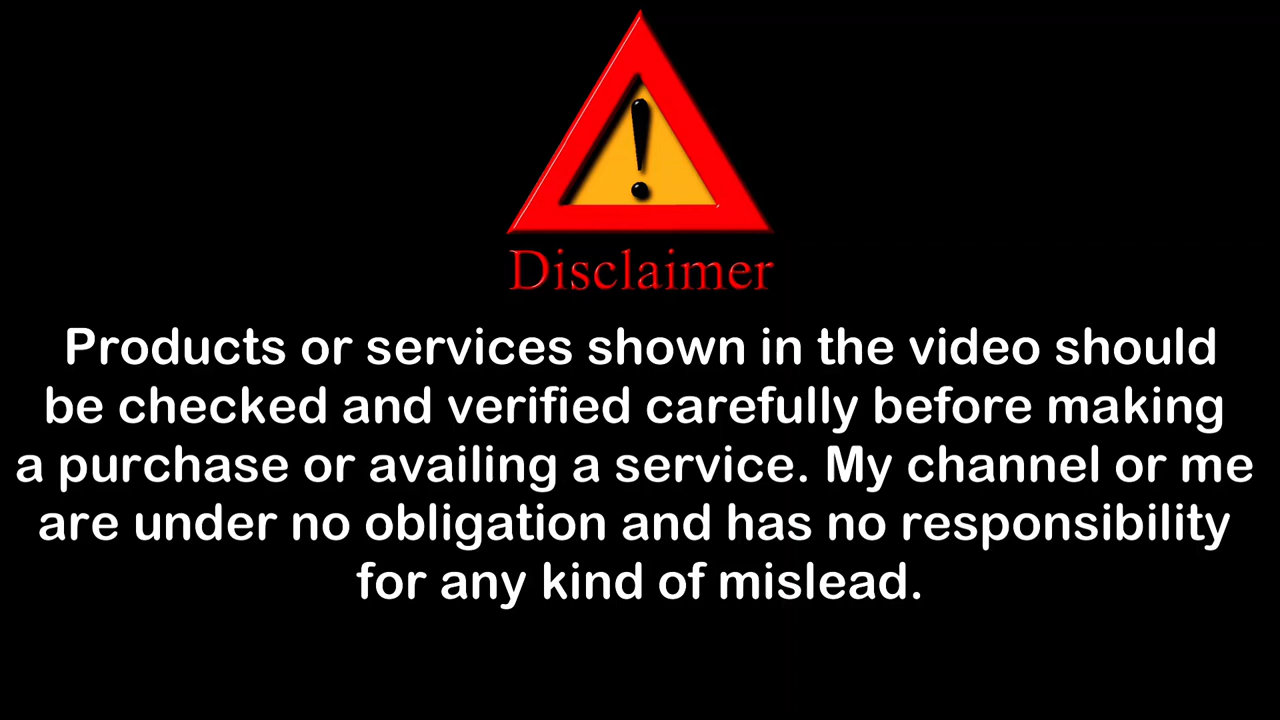 Disclaimer
Products or services shown in the video should
be checked and verified carefully before making
a purchase or availing a service. My channel or me
are under no obligation and has no responsibility
for any kind of mislead.